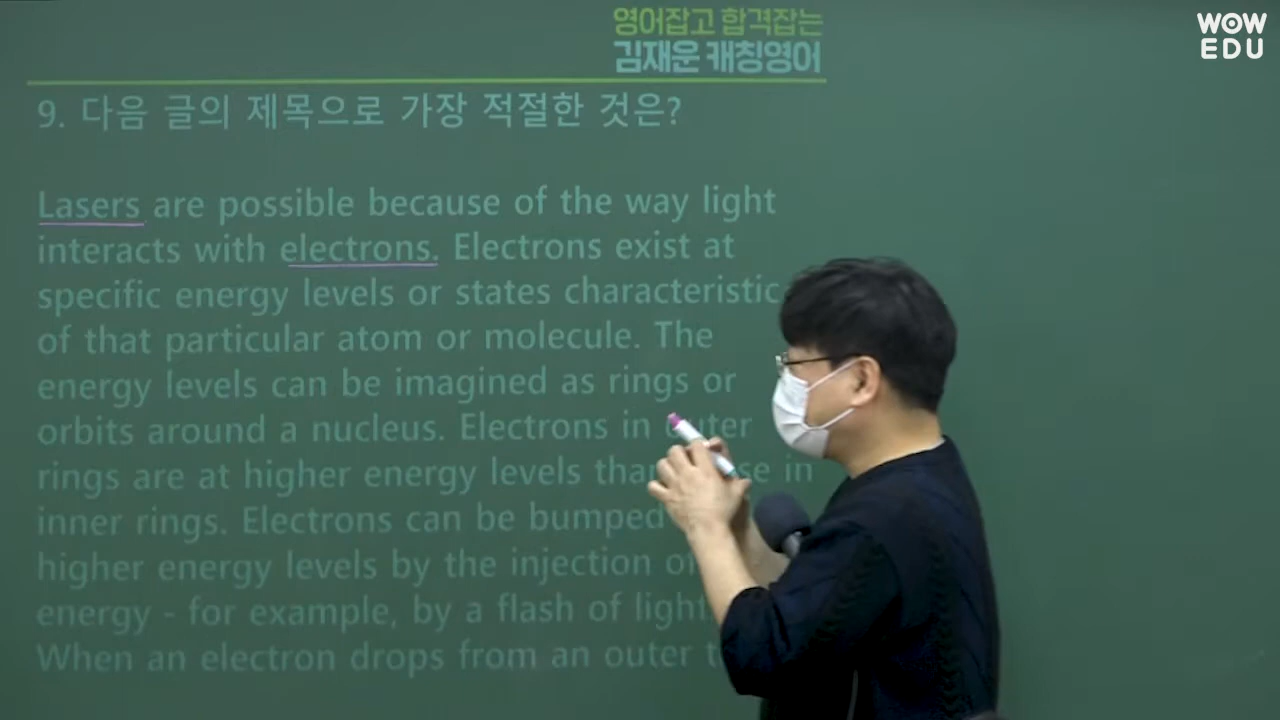 영어잡고 합격잡는
김재운 캐칭영어
WOW
EDU
9. 다음 글의 제목으로 가장 적절한 것은?
Lasers are possible because of the way light
interacts with electrons. Electrons exist at
specific energy levels or states characteristic
of that particular atom or molecule. The
energy levels can be imagined as rings or
orbits around a nucleus. Electrons in outer
rings are at higher energy levels than in
inner rings. Electrons can be bumped
higher energy levels by the injection of
energy - for example, by a flash of light.
When an electron drops from an outer